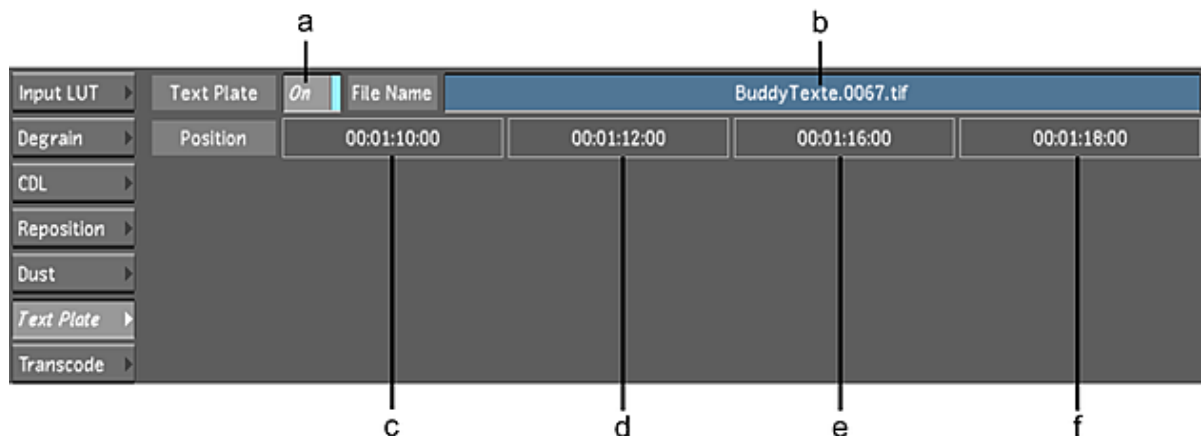 a b
Input LUT Text Plate On File Name BuddyTexte.0067.tif
Degrain Position 00:01:10:00 00:01:12:00 00:01:16:00 00:01:18:00
CDL
Reposition
Dust
Text Plate
Transcode
c d e f